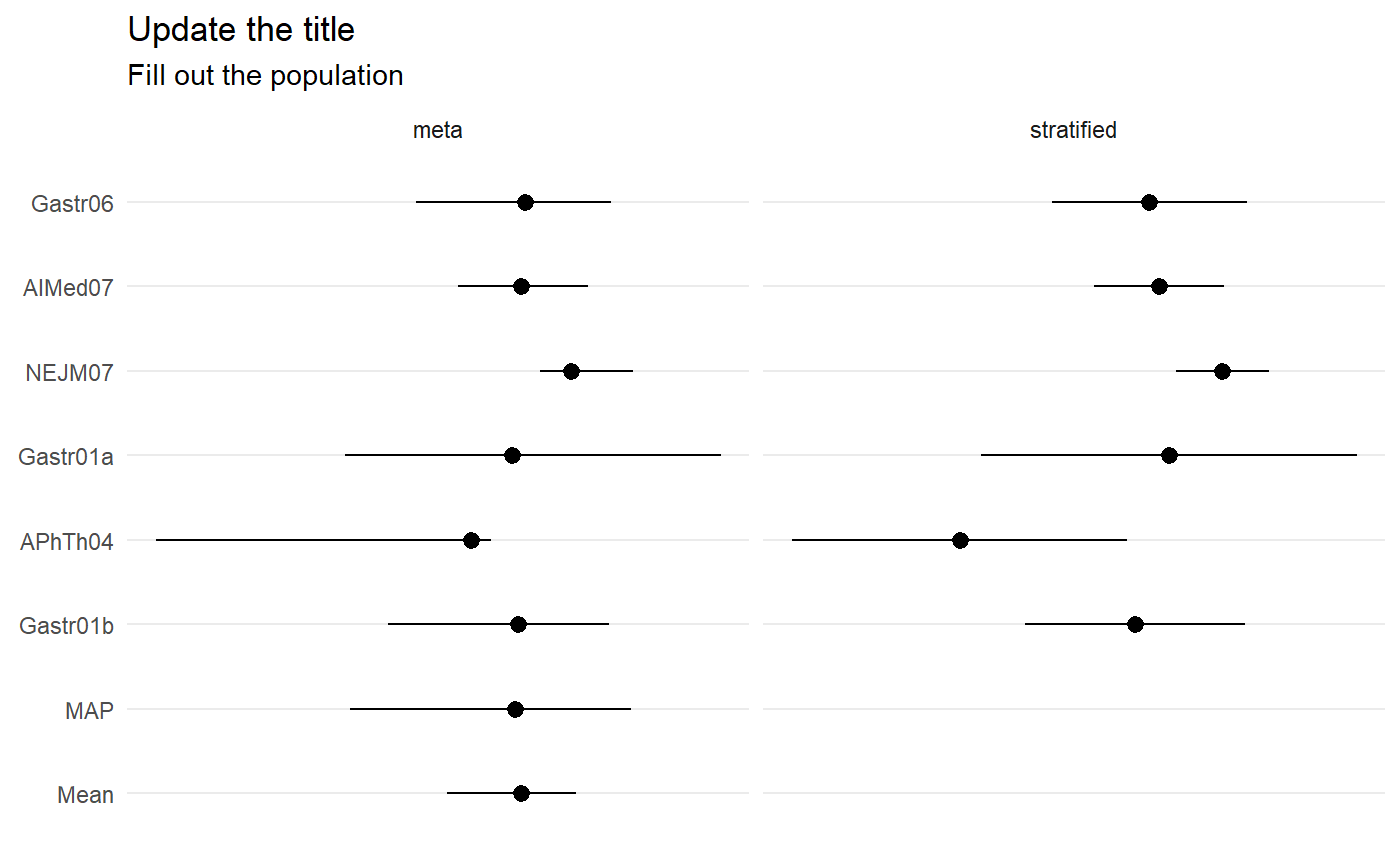 Update the title
Fill out the population
meta
stratified
Gastr06
AIMed07
NEJM07
Gastr01a
APhTh04
Gastr01b
MAP
Mean